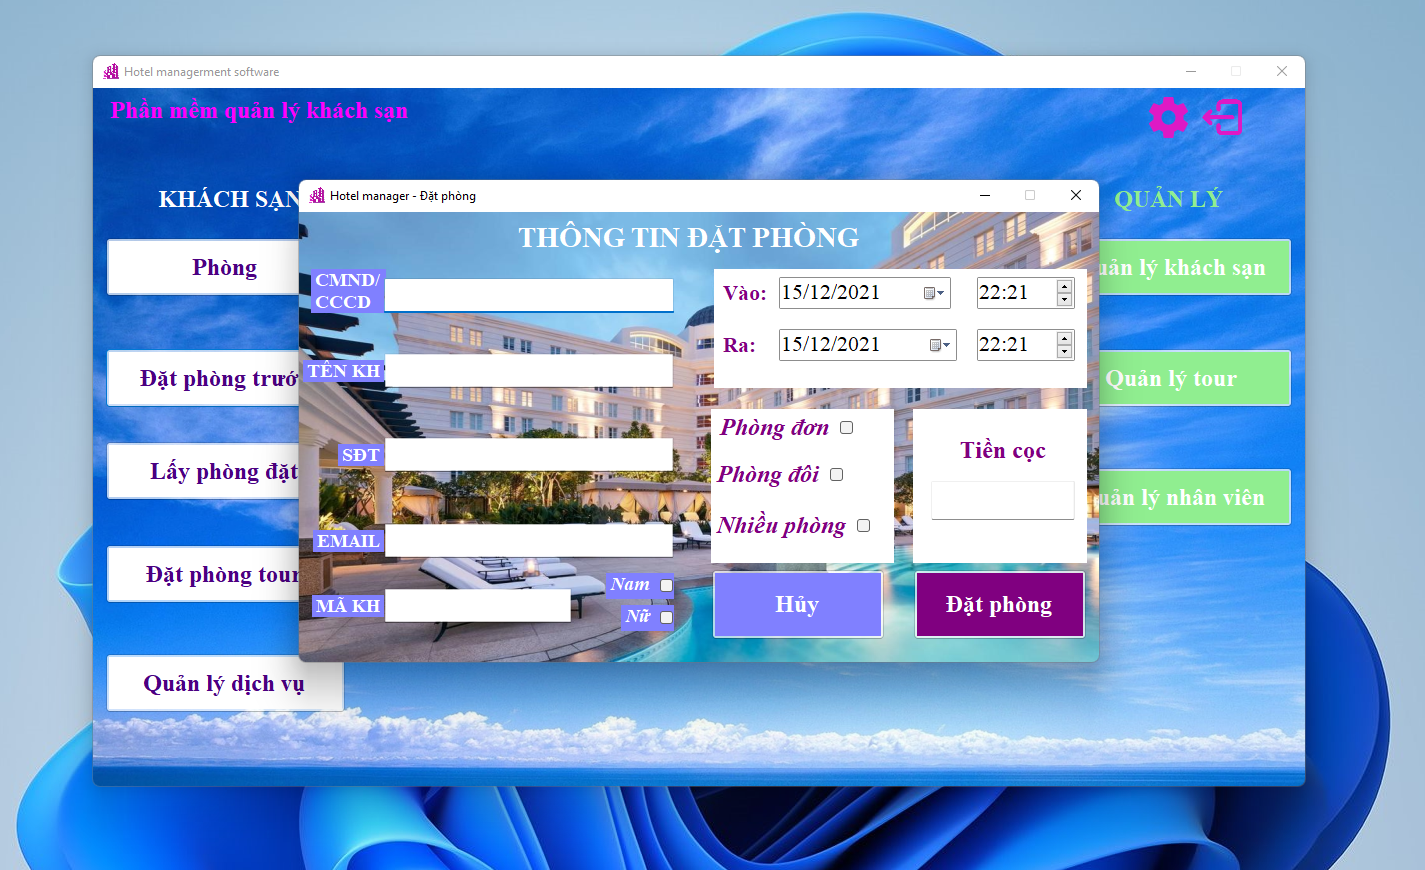 Hotel managerment software
Phần mềm quản lý khách sạn
KHÁCH SẠN
QUẢN LÝ
Phòng
Đặt phòng trướ
Lấy phòng đặt
Đặt phòng tour
Quản lý dịch vụ
uản lý khách sạn
Quản lý tour
uản lý nhân viên
Hotel manager - Đặt phòng
THÔNG TIN ĐẶT PHÒNG
CMND/
CCCD
TÊN KH
SĐT
EMAIL
MÃ KH
Nam
Nữ
Vào: 15/12/2021 22:21
Ra: 15/12/2021 22:21
Phòng đơn
Phòng đôi
Nhiều phòng
Tiền cọc
Hủy
Đặt phòng